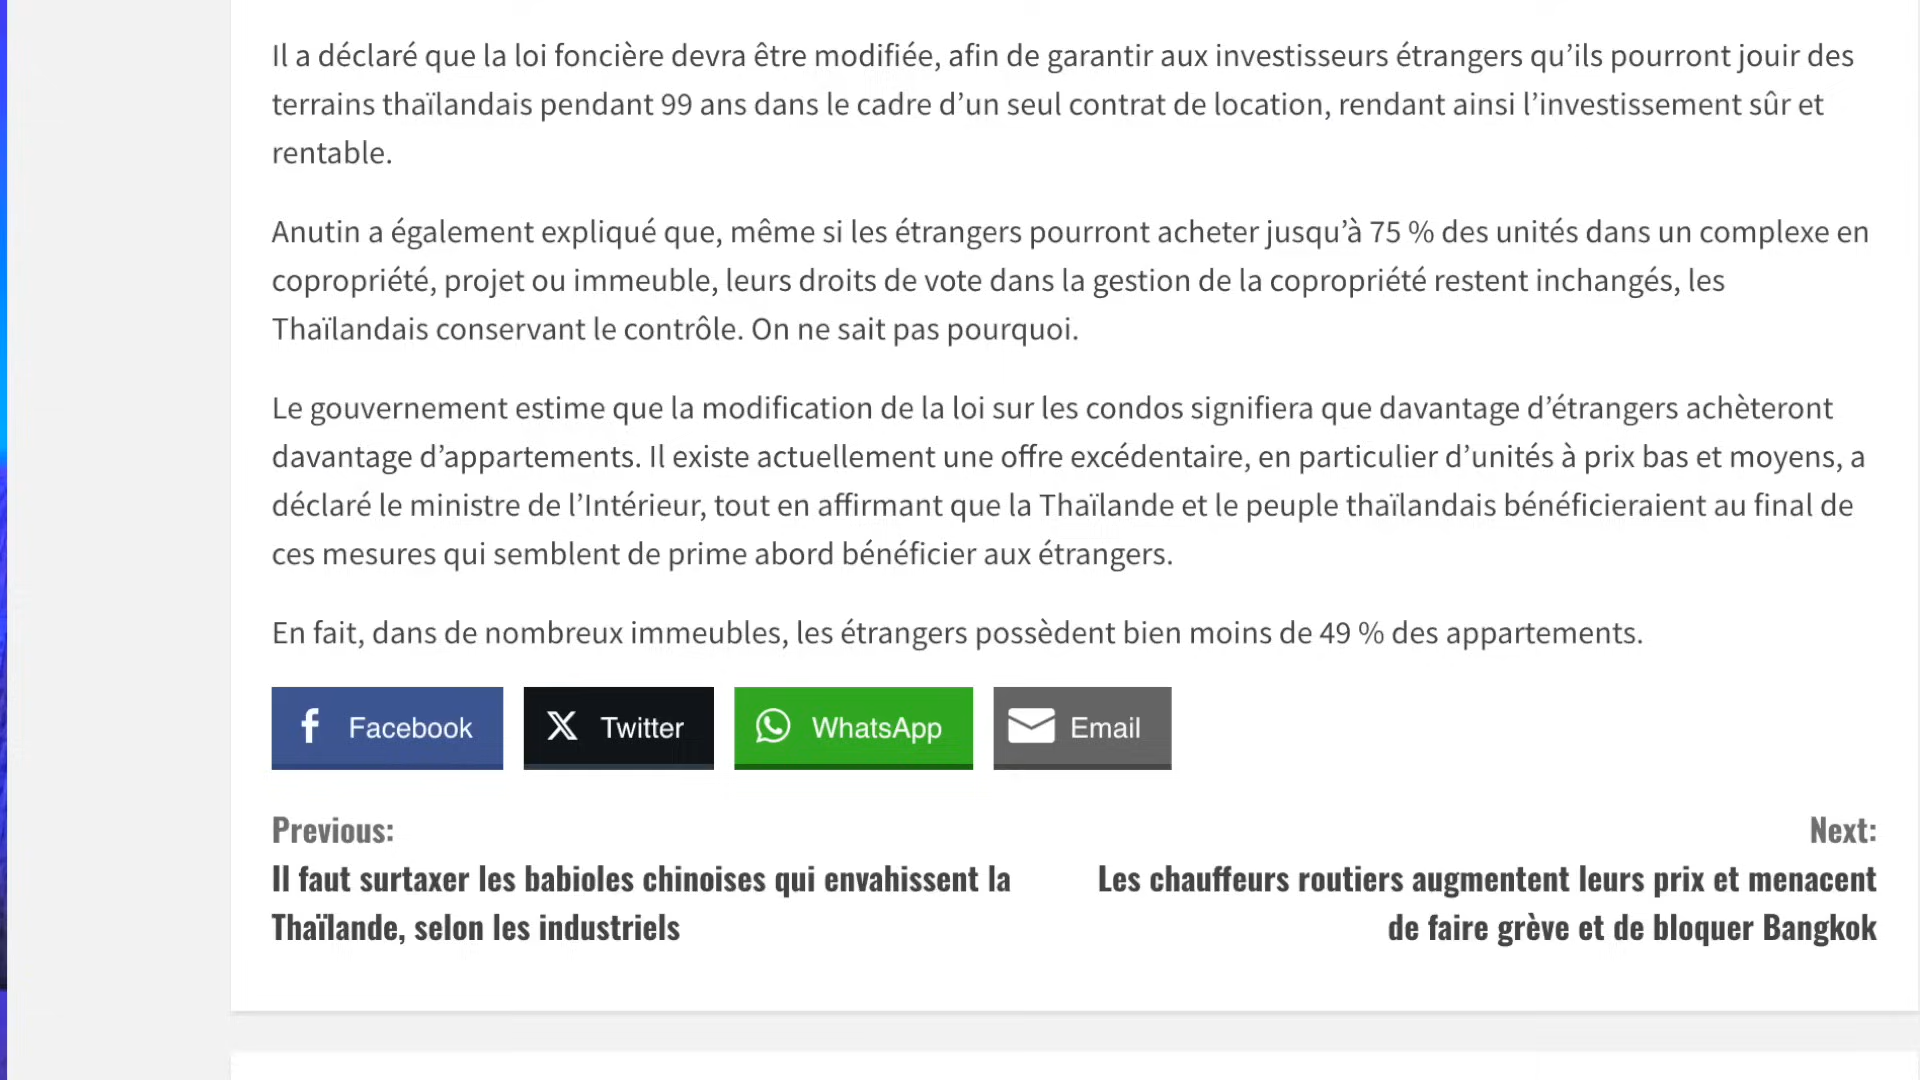 Il a déclaré que la loi foncière devra être modifiée, afin de garantir aux investisseurs étrangers qu’ils pourront jouir des
terrains thaïlandais pendant 99 ans dans le cadre d’un seul contrat de location, rendant ainsi l’investissement sûr et
rentable.
Anutin a également expliqué que, même si les étrangers pourront acheter jusqu’à 75 % des unités dans un complexe en
copropriété, projet ou immeuble, leurs droits de vote dans la gestion de la copropriété restent inchangés, les
Thaïlandais conservant le contrôle. On ne sait pas pourquoi.
Le gouvernement estime que la modification de la loi sur les condos signifiera que davantage d’étrangers achèteront
davantage d’appartements. Il existe actuellement une offre excédentaire, en particulier d’unités à prix bas et moyens, a
déclaré le ministre de l’Intérieur, tout en affirmant que la Thaïlande et le peuple thaïlandais bénéficieraient au final de
ces mesures qui semblent de prime abord bénéficier aux étrangers.
En fait, dans de nombreux immeubles, les étrangers possèdent bien moins de 49 % des appartements.
Facebook
Twitter
WhatsApp
Email
Previous:
Il faut surtaxer les babioles chinoises qui envahissent la
Thaïlande, selon les industriels
Next:
Les chauffeurs routiers augmentent leurs prix et menacent
de faire grève et de bloquer Bangkok